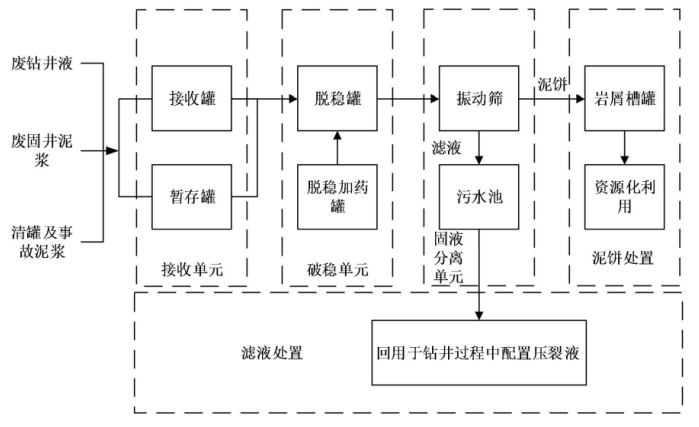 废钻井液
废固井泥
浆
清罐及事
故泥浆
接收罐
暂存罐
接收单元
脱稳罐
脱稳加药
罐
破稳单元
振动筛
滤液
污水池
固液
分离
单元
泥饼
岩屑槽罐
资源化利
用
泥饼处置
滤液处置
回用于钻井过程中配置压裂液